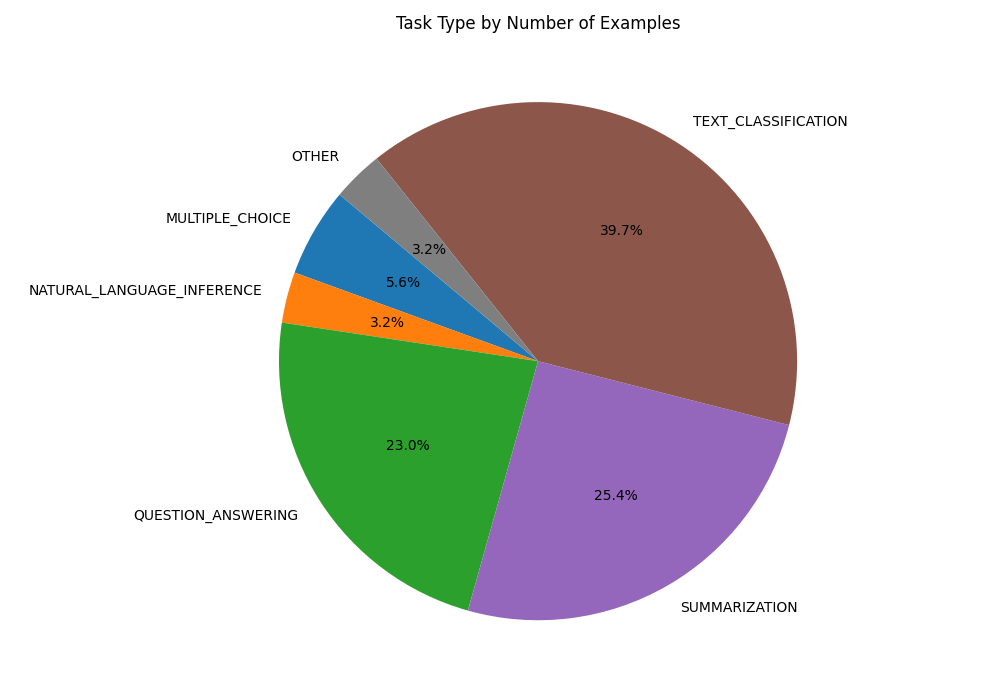 Task Type by Number of Examples
TEXT_CLASSIFICATION
OTHER
MULTIPLE_CHOICE
39.7%
3.2%
5.6%
NATURAL_LANGUAGE_INFERENCE
3.2%
23.0%
25.4%
QUESTION_ANSWERING
SUMMARIZATION